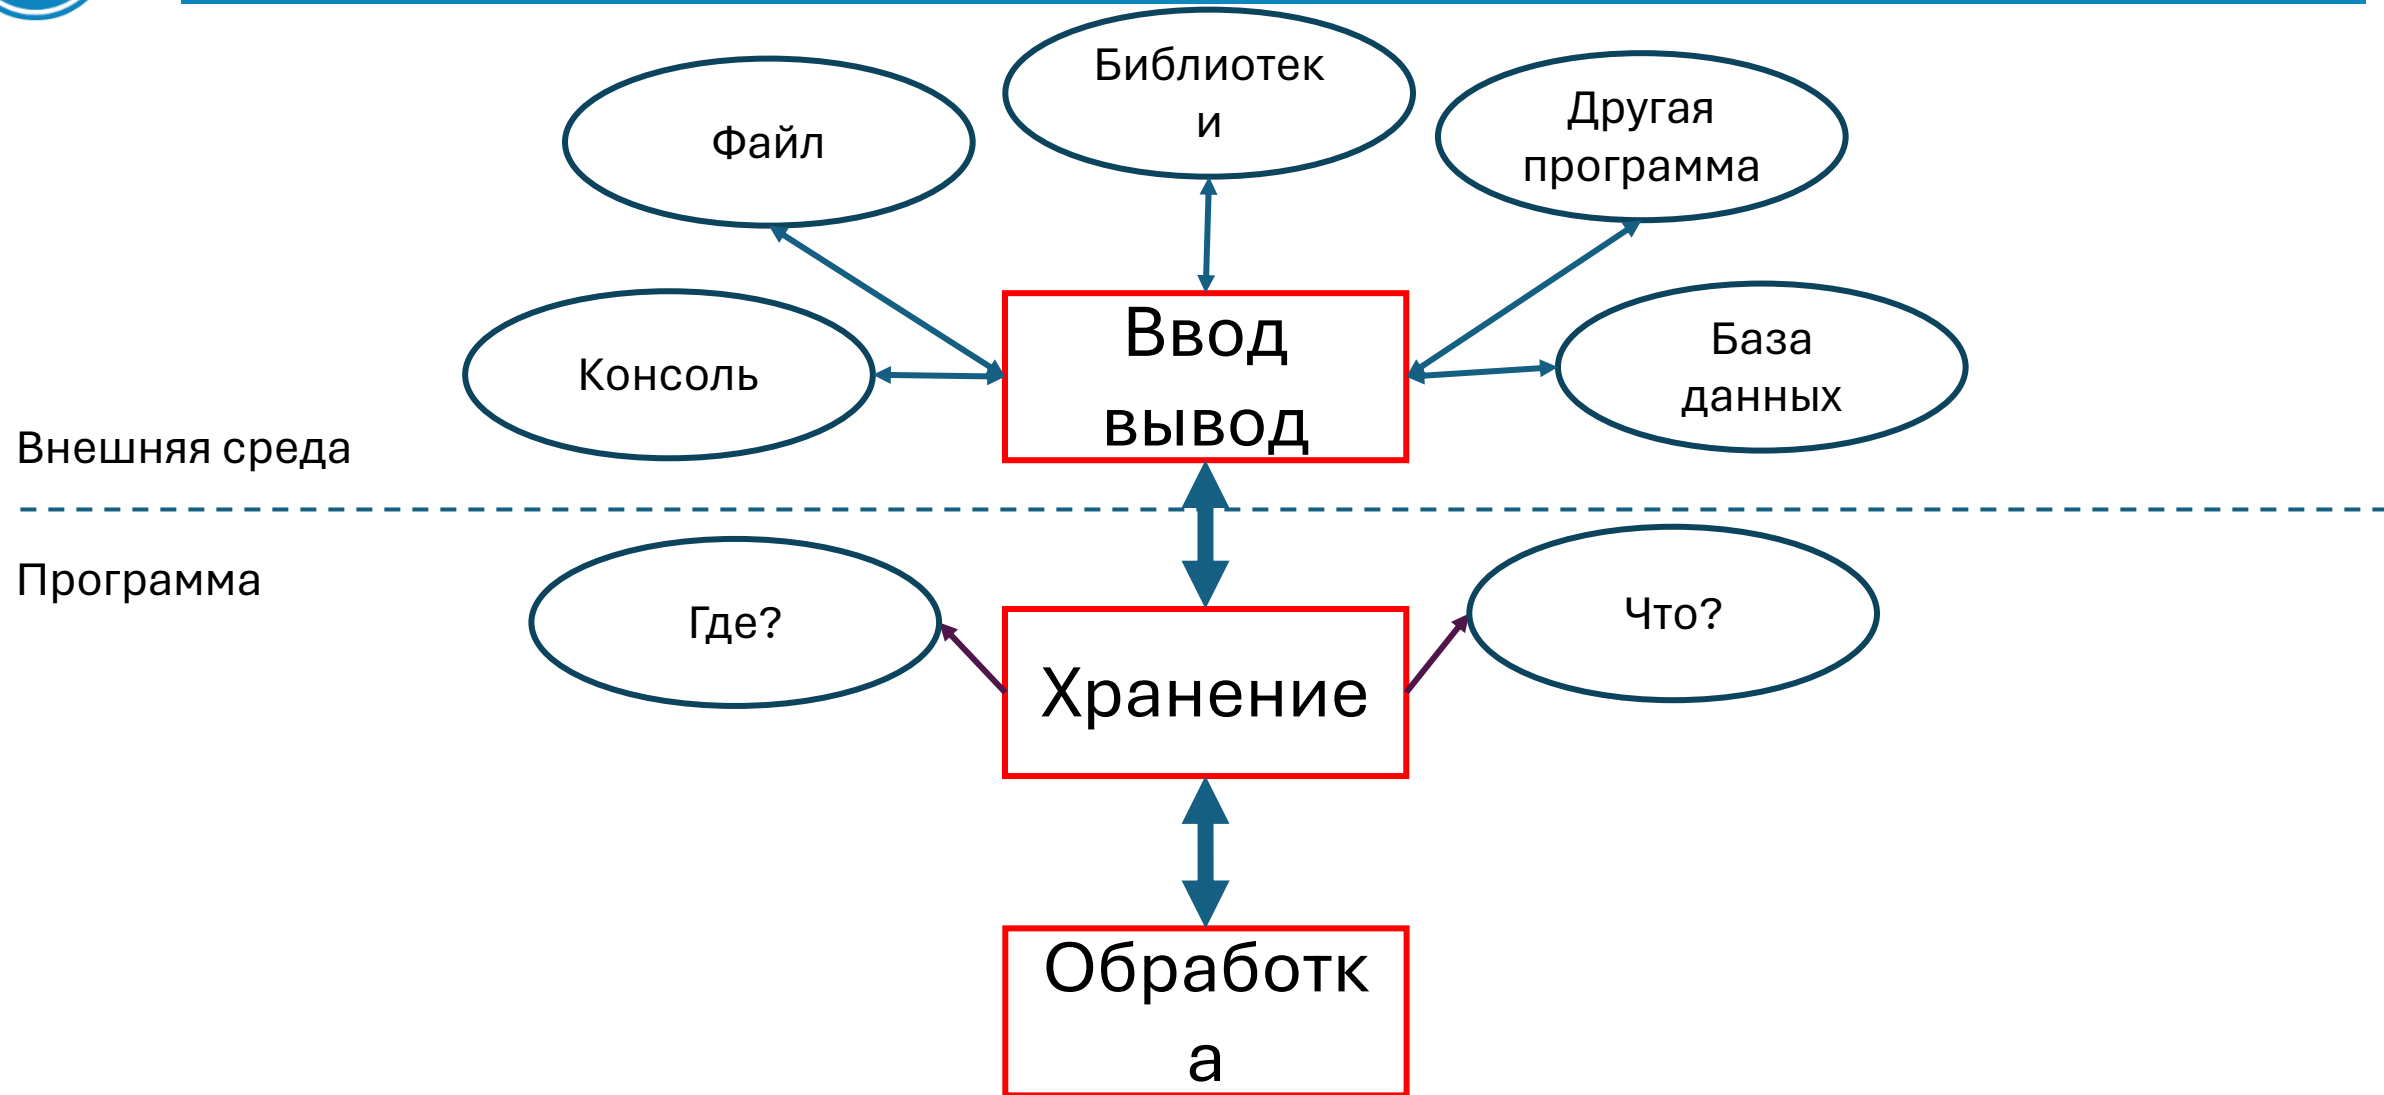 Библиотек
и
Файл
Другая
программа
Консоль
Ввод
вывод
База
данных
Внешняя среда
Программа
Где?
Хранение
Что?
Обработк
а